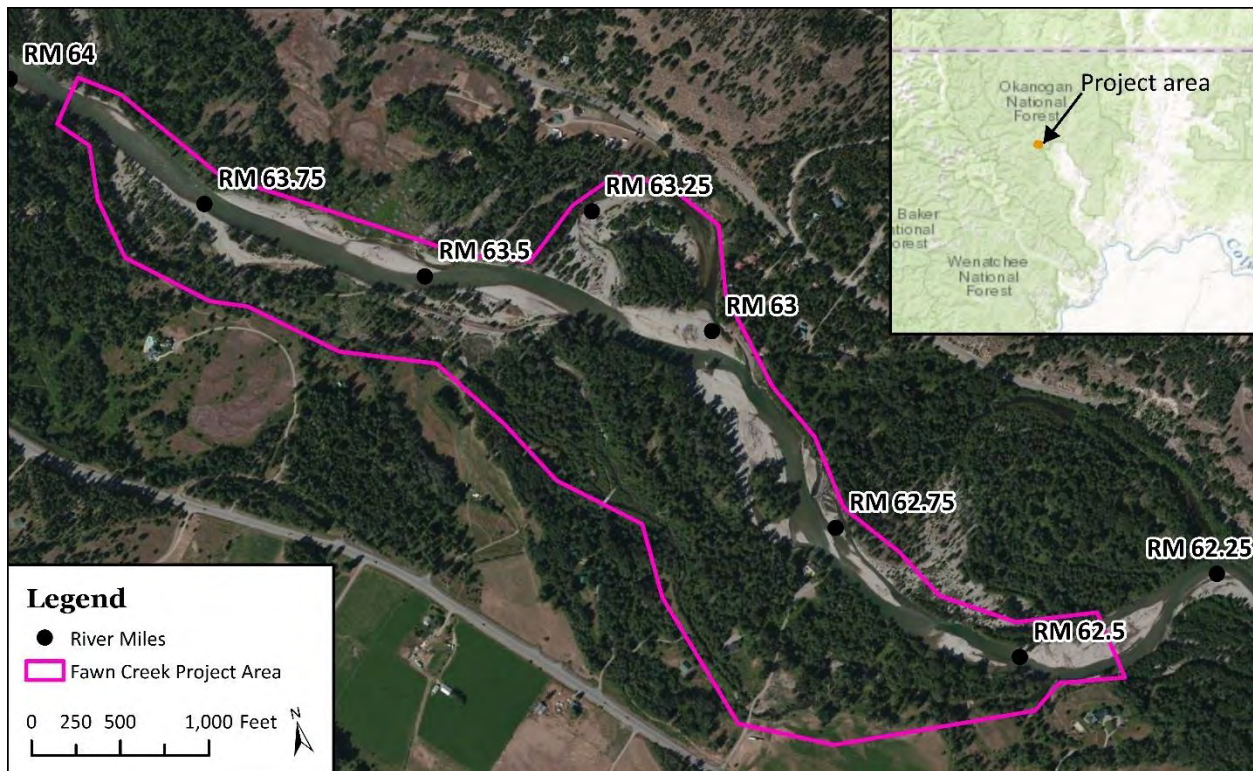 RM 64
RM 63.75
RM 63.5
RM 63.25
RM 63
RM 62.75
RM 62.5
RM 62.25
Okanogan
National
Forest
Project area
Baker
National
Forest
Wenatchee
National
Forest
Legend
River Miles
Fawn Creek Project Area
0 250 500 1,000 Feet
N